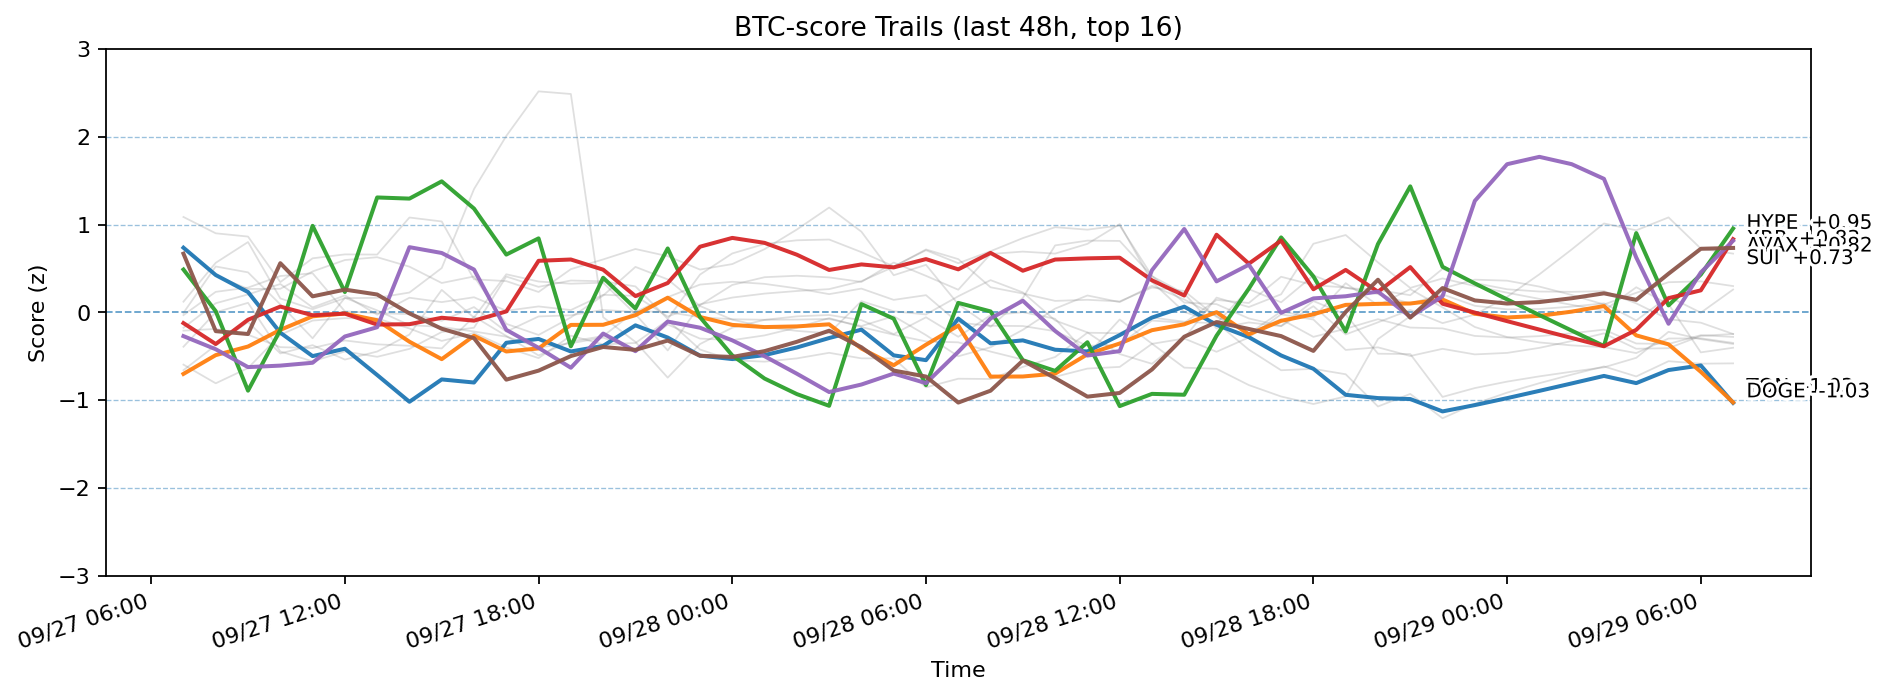 BTC-score Trails (last 48h, top 16)
Score (z)
3
2
1
0
−1
−2
−3
HYPE +0.95
AVAX +0.82
SUI +0.73
DOGE -1.03
09/27 06:00
09/27 12:00
09/27 18:00
09/28 00:00
09/28 06:00
09/28 12:00
09/28 18:00
09/29 00:00
09/29 06:00
Time